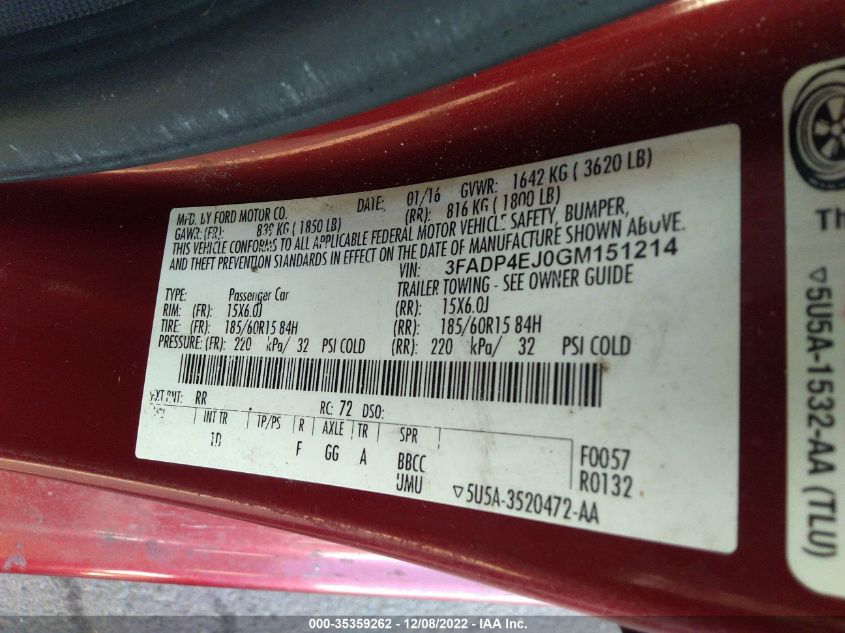 MFD. BY FORD MOTOR CO.
DATE: 01/16 GVWR: 1642 KG ( 3620 LB)
GAWR: (FR): 839 KG ( 1850 LB) (RR): 816 KG ( 1800 LB)
THIS VEHICLE CONFORMS TO ALL APPLICABLE FEDERAL MOTOR VEHICLE SAFETY, BUMPER,
AND THEFT PREVENTION STANDARDS IN EFFECT ON THE DATE OF MANUFACTURE SHOWN ABOVE.
VIN: 3FADP4EJ0GM151214
TRAILER TOWING - SEE OWNER GUIDE
TYPE: Passenger Car
RIM: (FR): 15X6.0J (RR): 15X6.0J
TIRE: (FR): 185/60R15 84H (RR): 185/60R15 84H
PRESSURE: (FR): 220 kPa/ 32 PSI COLD (RR): 220 kPa/ 32 PSI COLD
EXT PNT: RR RC: 72 DSO:
INT TR TP/PS R AXLE TR SPR
F GG A BBCC
UMU
F0057
R0132
▽5U5A-3520472-AA
Th
▽5U5A-1532-AA (TLU)
000-35359262 - 12/08/2022 - IAA Inc.